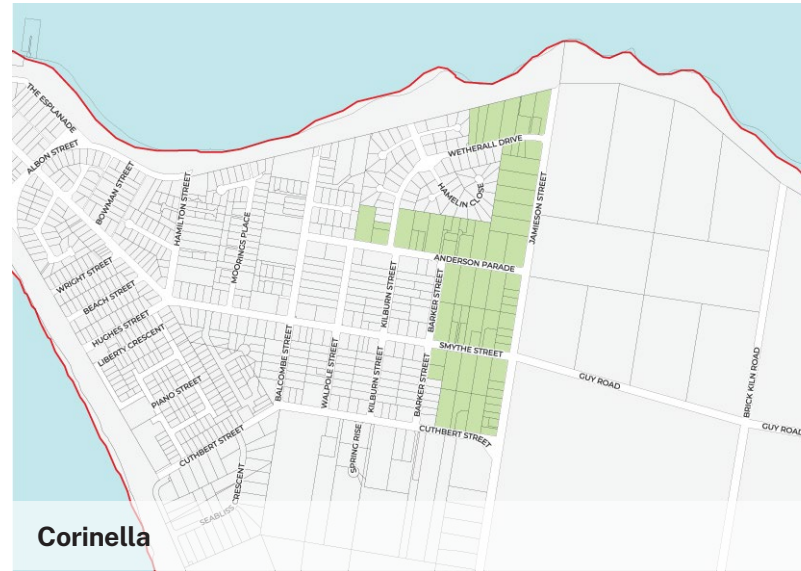 THE ESPLANADE
ALBON STREET
BOWMAN STREET
HAMILTON STREET
MOORINGS PLACE
WETHERALL DRIVE
HAMELIN CLOSE
JAMIESON STREET
ANDERSON PARADE
WRIGHT STREET
BEACH STREET
HUGHES STREET
LIBERTY CRESCENT
PIANO STREET
CUTHBERT STREET
BALCOMBE STREET
WALPOLE STREET
KILBURN STREET
KILBURN STREET
BARKER STREET
BARKER STREET
SMYTHE STREET
GUY ROAD
BRICK KILN ROAD
GUY ROAD
CUTHBERT STREET
SPRING RISE
SEABLISS CRESCENT
Corinella